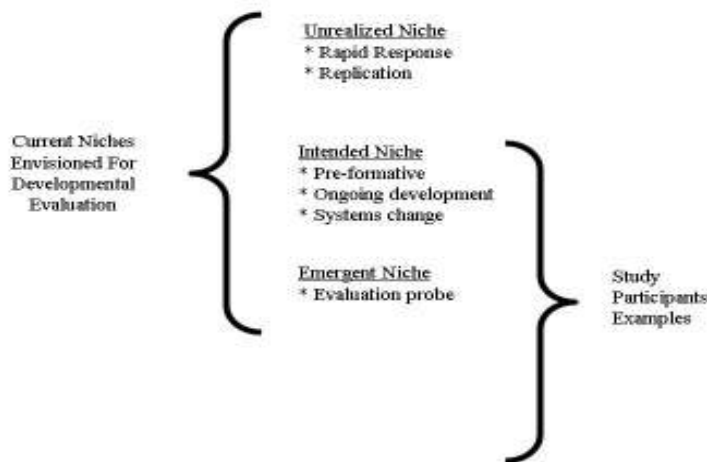 Unrealized Niche
* Rapid Response
* Replication
Current Niches
Envisioned For
Developmental
Evaluation
Intended Niche
* Pre-formative
* Ongoing development
* Systems change
Emergent Niche
* Evaluation probe
Study
Participants
Examples